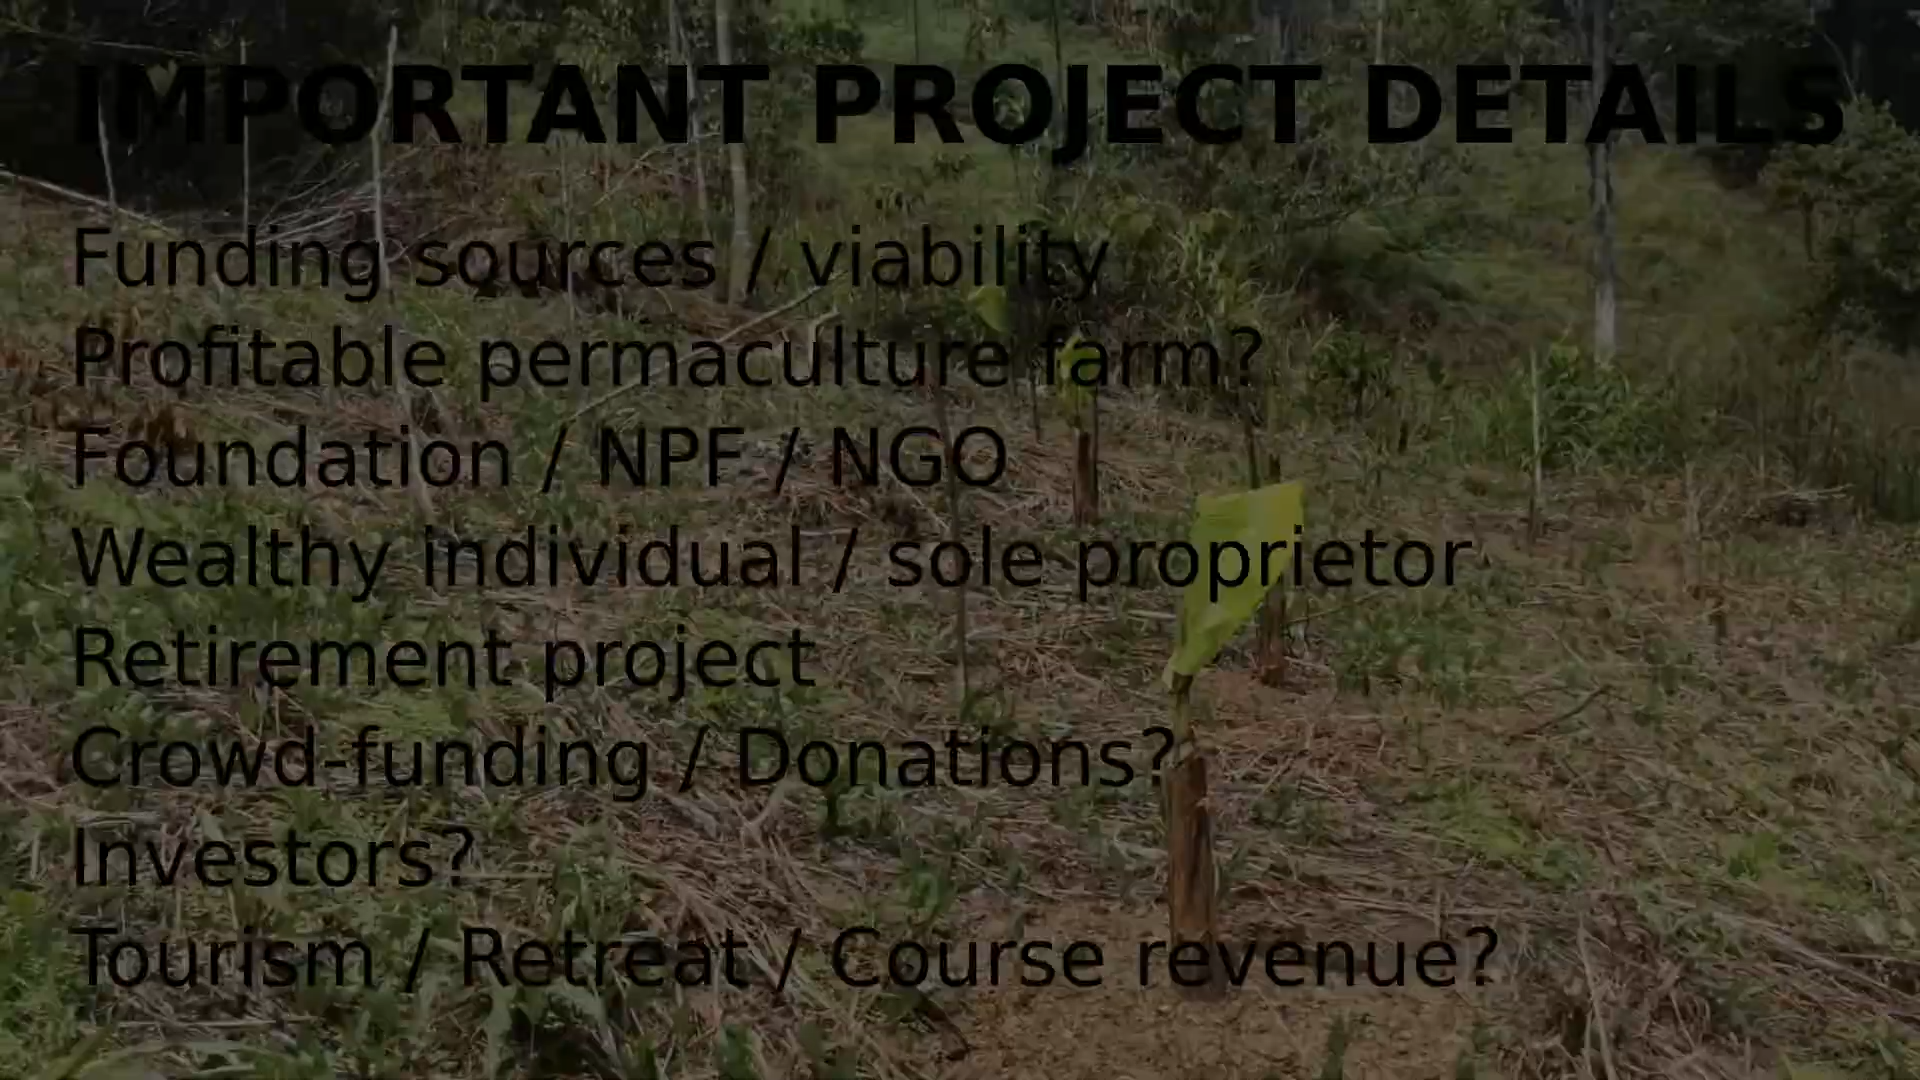 IMPORTANT PROJECT DETAILS
Funding sources / viability
Profitable permaculture farm?
Foundation / NPF / NGO
Wealthy individual / sole proprietor
Retirement project
Crowd-funding / Donations?
Investors?
Tourism / Retreat / Course revenue?